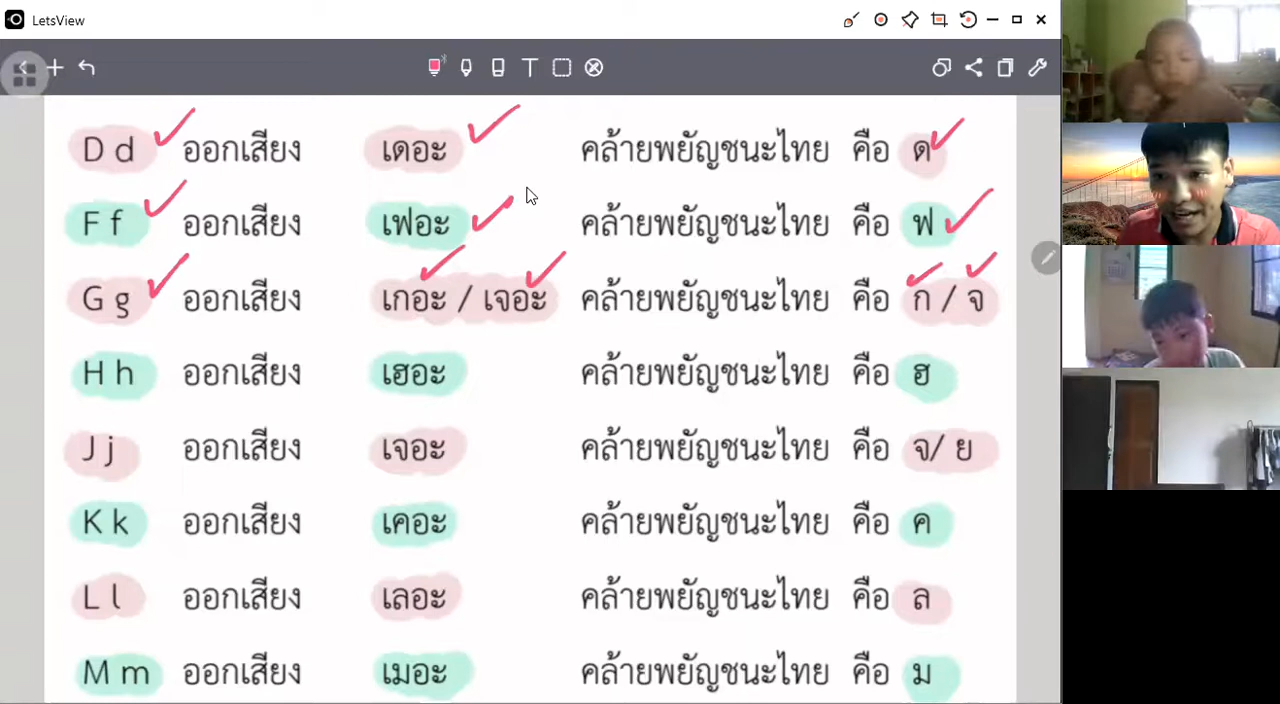 LetsView
D d ออกเสียง เดอะ คล้ายพยัญชนะไทย คือ ด
F f ออกเสียง เฟอะ คล้ายพยัญชนะไทย คือ ฟ
G g ออกเสียง เกอะ / เจอะ คล้ายพยัญชนะไทย คือ ก / จ
H h ออกเสียง เฮอะ คล้ายพยัญชนะไทย คือ ฮ
J j ออกเสียง เจอะ คล้ายพยัญชนะไทย คือ จ/ ย
K k ออกเสียง เคอะ คล้ายพยัญชนะไทย คือ ค
L l ออกเสียง เลอะ คล้ายพยัญชนะไทย คือ ล
M m ออกเสียง เมอะ คล้ายพยัญชนะไทย คือ ม